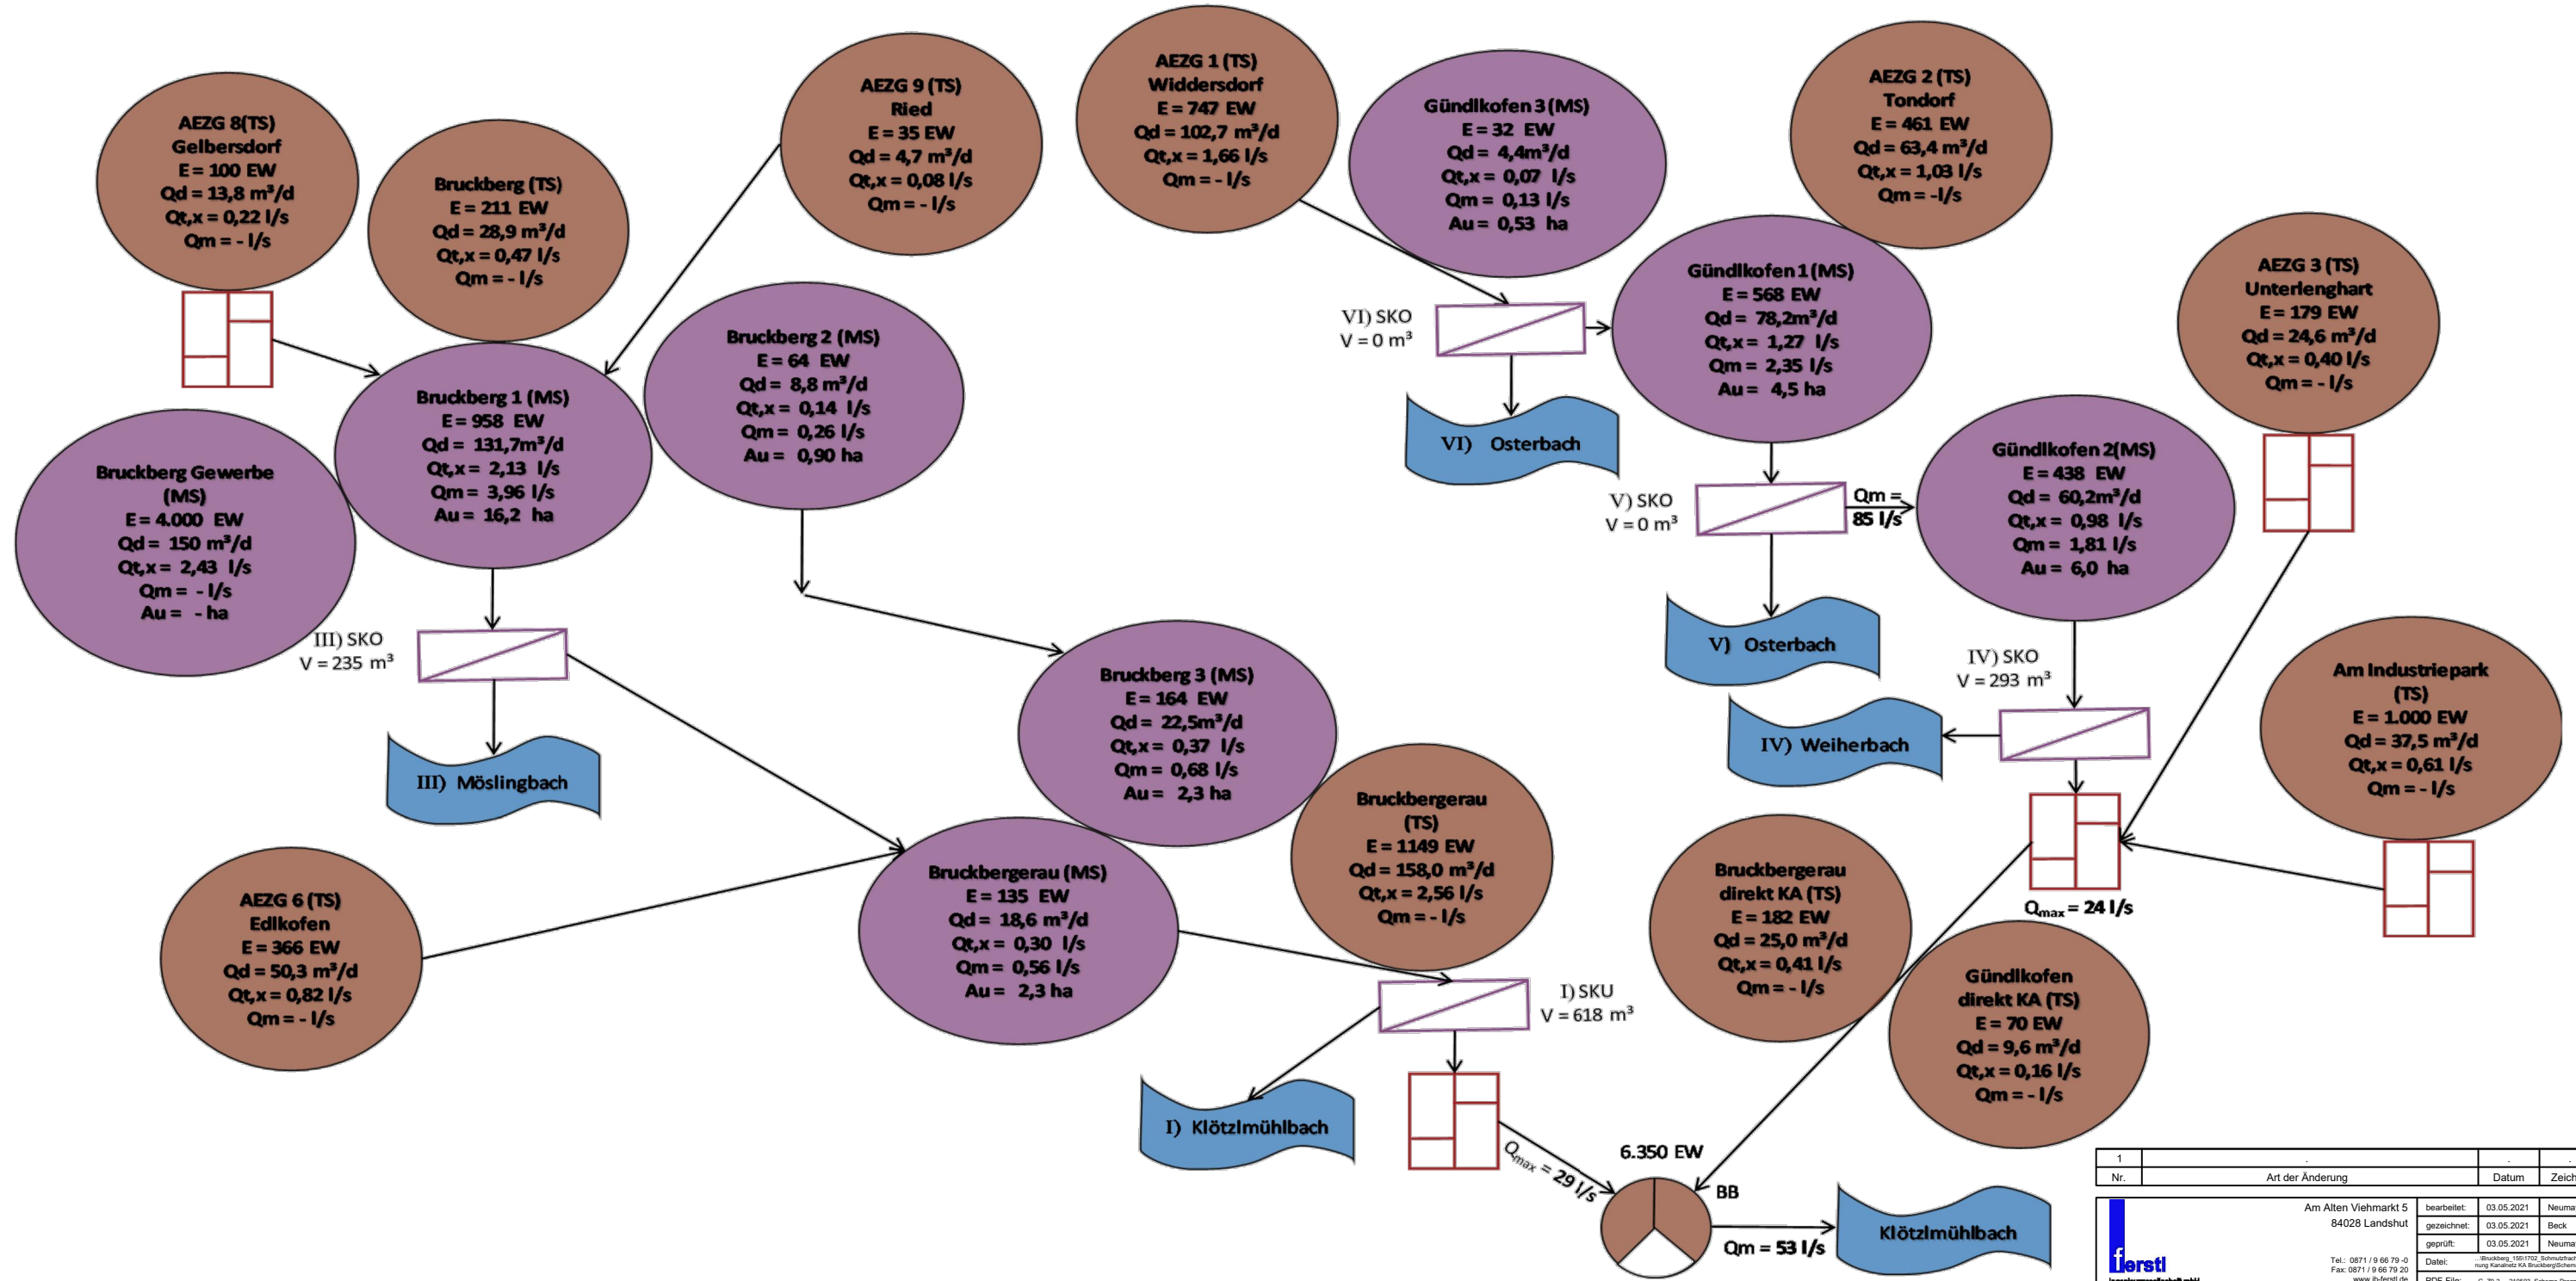 AEZG 8(TS)
Gelbersdorf
E = 100 EW
Qd = 13,8 m³/d
Qt,x = 0,22 l/s
Qm = - l/s
Bruckberg (TS)
E = 211 EW
Qd = 28,9 m³/d
Qt,x = 0,47 l/s
Qm = - l/s
AEZG 9 (TS)
Ried
E = 35 EW
Qd = 4,7 m³/d
Qt,x = 0,08 l/s
Qm = - l/s
AEZG 1 (TS)
Widdersdorf
E = 747 EW
Qd = 102,7 m³/d
Qt,x = 1,66 l/s
Qm = - l/s
Gündlkofen 3 (MS)
E = 32 EW
Qd = 4,4m³/d
Qt,x = 0,07 l/s
Qm = 0,13 l/s
Au = 0,53 ha
AEZG 2 (TS)
Tondorf
E = 461 EW
Qd = 63,4 m³/d
Qt,x = 1,03 l/s
Qm = -l/s
Gündlkofen 1 (MS)
E = 568 EW
Qd = 78,2m³/d
Qt,x = 1,27 l/s
Qm = 2,35 l/s
Au = 4,5 ha
AEZG 3 (TS)
Unterlenghart
E = 179 EW
Qd = 24,6 m³/d
Qt,x = 0,40 l/s
Qm = - l/s
Bruckberg 1 (MS)
E = 958 EW
Qd = 131,7m³/d
Qt,x = 2,13 l/s
Qm = 3,96 l/s
Au = 16,2 ha
Bruckberg 2 (MS)
E = 64 EW
Qd = 8,8 m³/d
Qt,x = 0,14 l/s
Qm = 0,26 l/s
Au = 0,90 ha
VI) SKO
V = 0 m³
VI) Osterbach
Bruckberg Gewerbe
(MS)
E = 4.000 EW
Qd = 150 m³/d
Qt,x = 2,43 l/s
Qm = - l/s
Au = - ha
V) SKO
V = 0 m³
Qm =
85 l/s
Gündlkofen 2(MS)
E = 438 EW
Qd = 60,2m³/d
Qt,x = 0,98 l/s
Qm = 1,81 l/s
Au = 6,0 ha
III) SKO
V = 235 m³
V) Osterbach
IV) SKO
V = 293 m³
III) Möslingbach
Bruckberg 3 (MS)
E = 164 EW
Qd = 22,5m³/d
Qt,x = 0,37 l/s
Qm = 0,68 l/s
Au = 2,3 ha
IV) Weiherbach
Am Industriepark
(TS)
E = 1.000 EW
Qd = 37,5 m³/d
Qt,x = 0,61 l/s
Qm = - l/s
AEZG 6 (TS)
Edlkofen
E = 366 EW
Qd = 50,3 m³/d
Qt,x = 0,82 l/s
Qm = - l/s
Bruckbergerau (MS)
E = 135 EW
Qd = 18,6 m³/d
Qt,x = 0,30 l/s
Qm = 0,56 l/s
Au = 2,3 ha
Bruckbergerau
(TS)
E = 1149 EW
Qd = 158,0 m³/d
Qt,x = 2,56 l/s
Qm = - l/s
Bruckbergerau
direkt KA (TS)
E = 182 EW
Qd = 25,0 m³/d
Qt,x = 0,41 l/s
Qm = - l/s
Qmax = 24 l/s
Gündlkofen
direkt KA (TS)
E = 70 EW
Qd = 9,6 m³/d
Qt,x = 0,16 l/s
Qm = - l/s
I) SKU
V = 618 m³
I) Klötzlmühlbach
Qmax = 29 l/s
6.350 EW
BB
Qm = 53 l/s
Klötzlmühlbach
1 . . .
Nr. Art der Änderung Datum Zeich
ferstl
Am Alten Viehmarkt 5
84028 Landshut
Tel.: 0871 / 9 66 79 -0
Fax: 0871 / 9 66 79 20
www.ib-ferstl.de
bearbeitet: 03.05.2021 Neuma
gezeichnet: 03.05.2021 Beck
geprüft: 03.05.2021 Neuma
Datei: